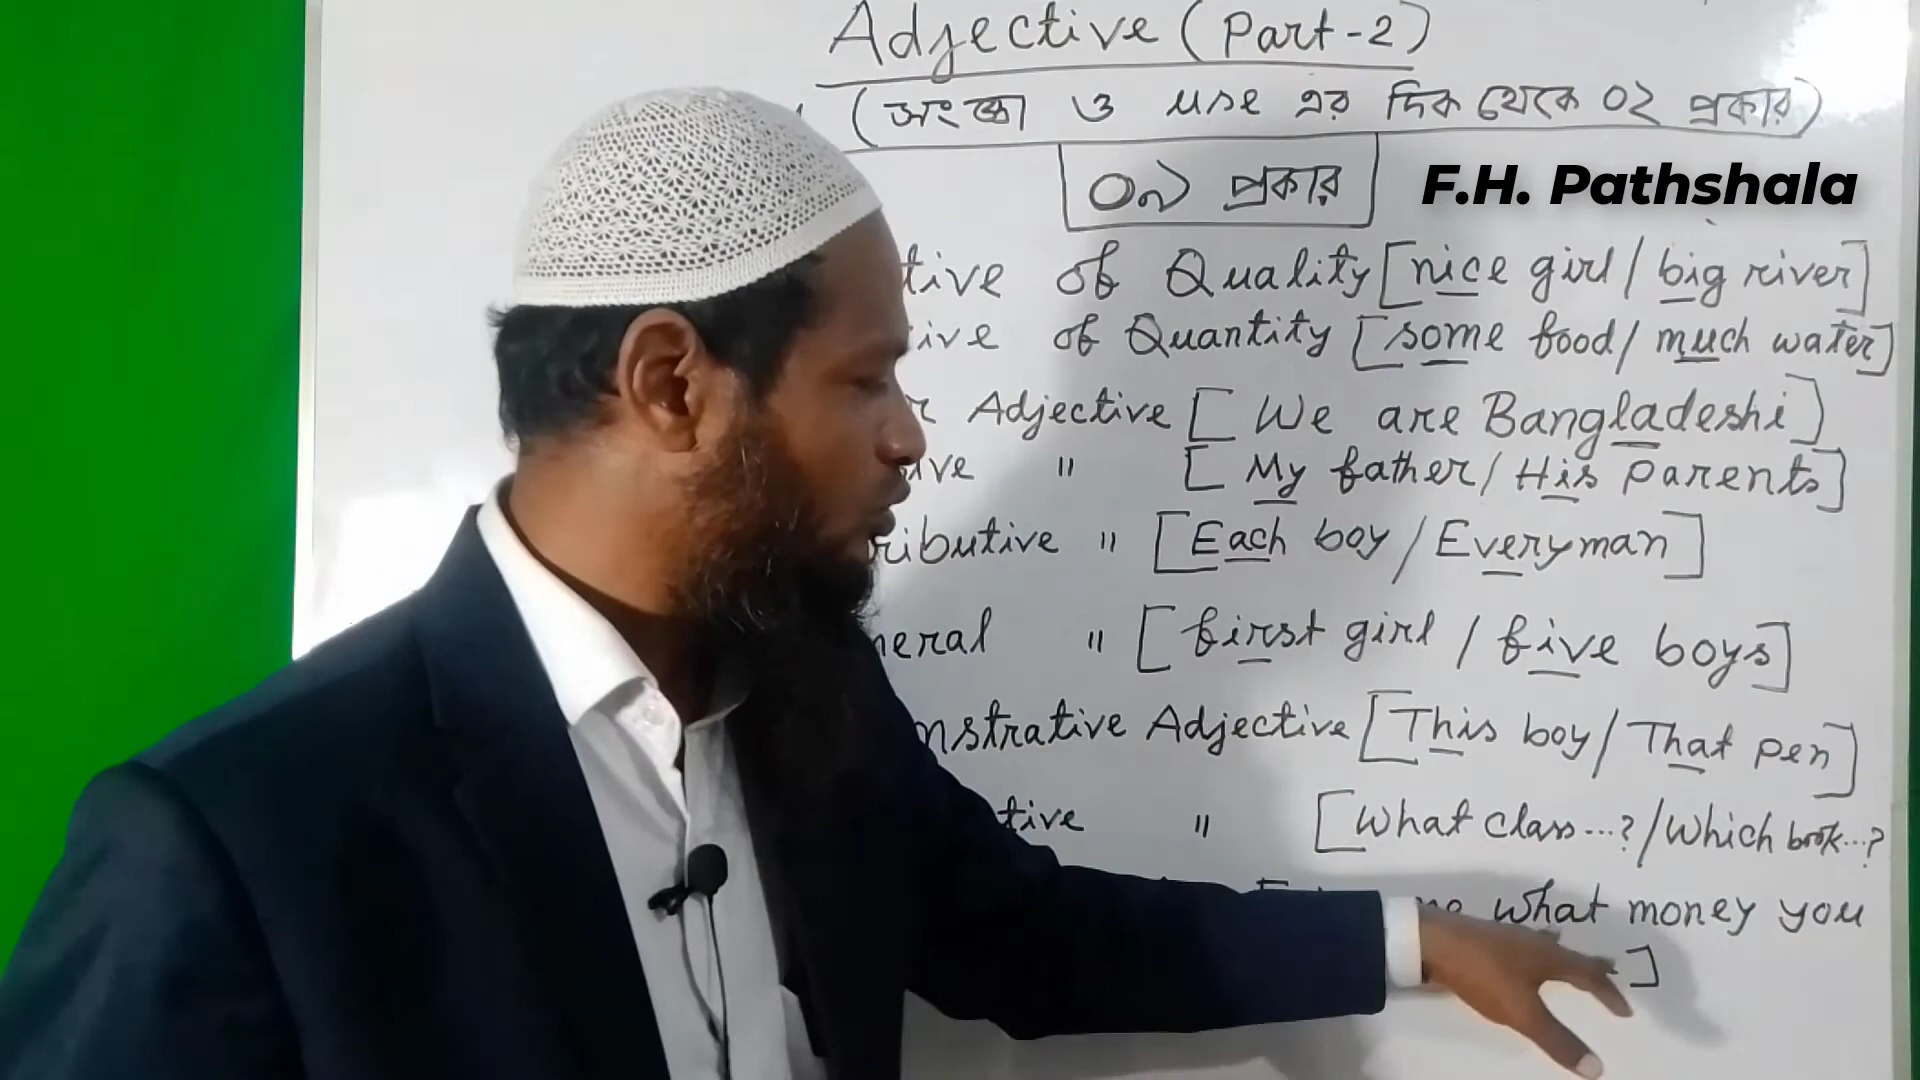 Adjective (Part-2)
(সংজ্ঞা ও use এর দিক থেকে ০২ প্রকার)
০৯ প্রকার
F.H. Pathshala
tive of Quality [nice girl / big river]
ive of Quantity [some food / much water]
r Adjective [We are Bangladeshi]
ive " [My father / His parents]
ributive " [Each boy / Everyman]
neral " [first girl / five boys]
nstrative Adjective [This boy / That pen]
tive " [What class...? / Which book...?
what money you
]